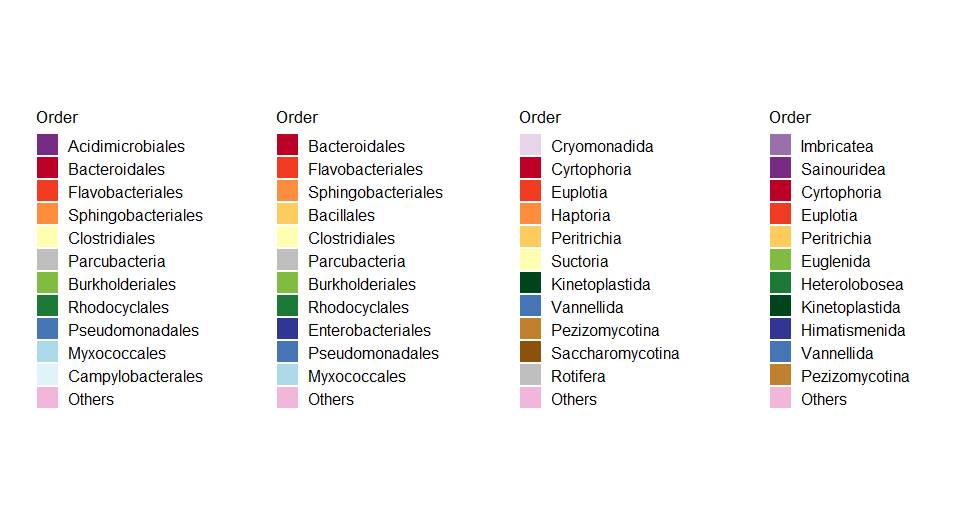 Order
Acidimicrobiales
Bacteroidales
Flavobacteriales
Sphingobacteriales
Clostridiales
Parcubacteria
Burkholderiales
Rhodocyclales
Pseudomonadales
Myxococcales
Campylobacterales
Others
Order
Bacteroidales
Flavobacteriales
Sphingobacteriales
Bacillales
Clostridiales
Parcubacteria
Burkholderiales
Rhodocyclales
Enterobacteriales
Pseudomonadales
Myxococcales
Others
Order
Cryomonadida
Cyrtophoria
Euplotia
Haptoria
Peritrichia
Suctoria
Kinetoplastida
Vannellida
Pezizomycotina
Saccharomycotina
Rotifera
Others
Order
Imbricatea
Sainouridea
Cyrtophoria
Euplotia
Peritrichia
Euglenida
Heterolobosea
Kinetoplastida
Himatismenida
Vannellida
Pezizomycotina
Others